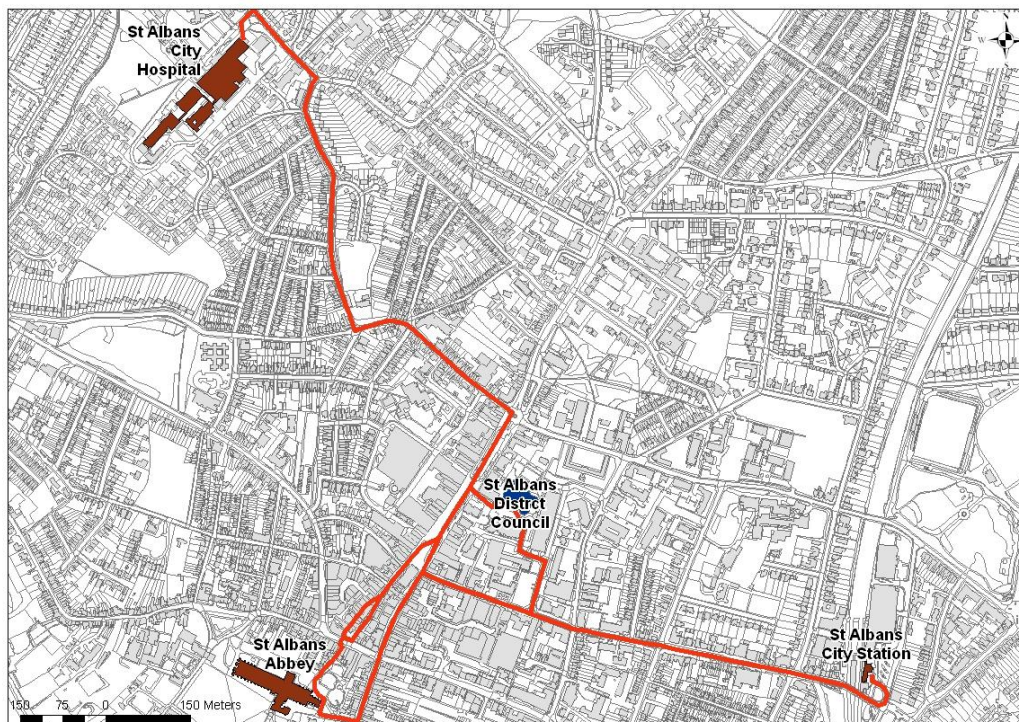 St Albans
City
Hospital
St Albans
Distrct
Council
St Albans
Abbey
St Albans
City Station
150 75 0 150 Meters